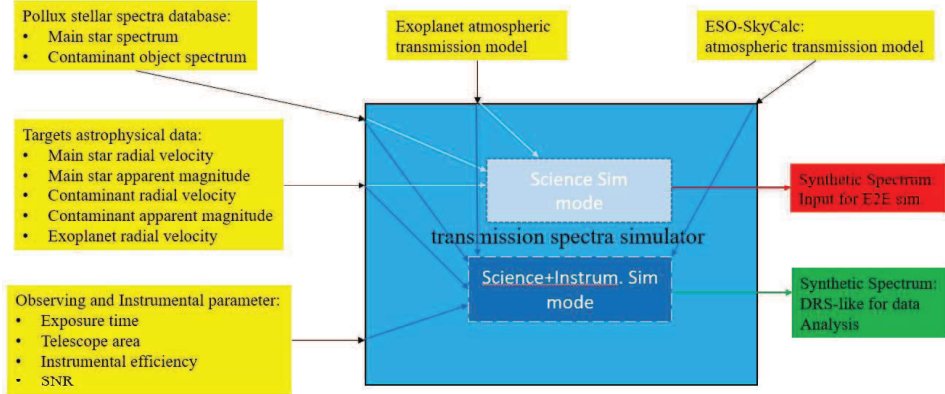 Pollux stellar spectra database:
• Main star spectrum
• Contaminant object spectrum
Exoplanet atmospheric
transmission model
ESO-SkyCalc:
atmospheric transmission model
Targets astrophysical data:
• Main star radial velocity
• Main star apparent magnitude
• Contaminant radial velocity
• Contaminant apparent magnitude
• Exoplanet radial velocity
Science Sim
mode
transmission spectra simulator
Science+Instrum. Sim
mode
Synthetic Spectrum:
Input for E2E sim
Synthetic Spectrum:
DRS-like for data
Analysis
Observing and Instrumental parameter:
• Exposure time
• Telescope area
• Instrumental efficiency
• SNR